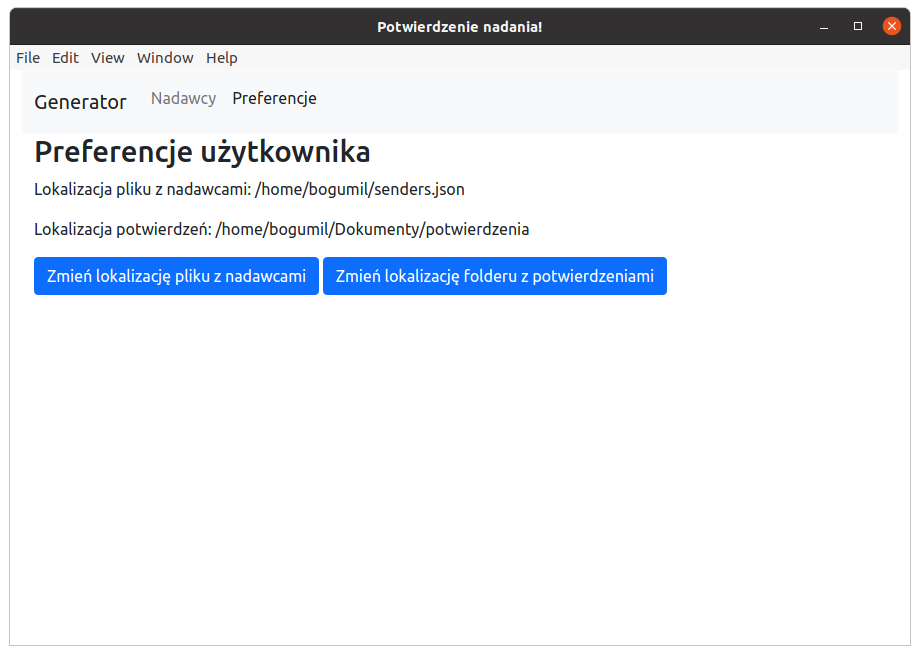 Potwierdzenie nadania!
File Edit View Window Help
Generator Nadawcy Preferencje
Preferencje użytkownika
Lokalizacja pliku z nadawcami: /home/bogumil/senders.json
Lokalizacja potwierdzeń: /home/bogumil/Dokumenty/potwierdzenia
Zmień lokalizację pliku z nadawcami Zmień lokalizację folderu z potwierdzeniami